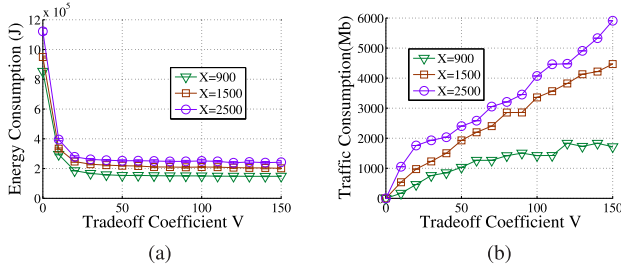 x 10^5
12
10
8
6
4
2
0
0 50 100 150
Energy Consumption (J)
Tradeoff Coefficient V
X=900
X=1500
X=2500
(a)
6000
5000
4000
3000
2000
1000
0
0 50 100 150
Traffic Consumption(Mb)
Tradeoff Coefficient V
X=900
X=1500
X=2500
(b)